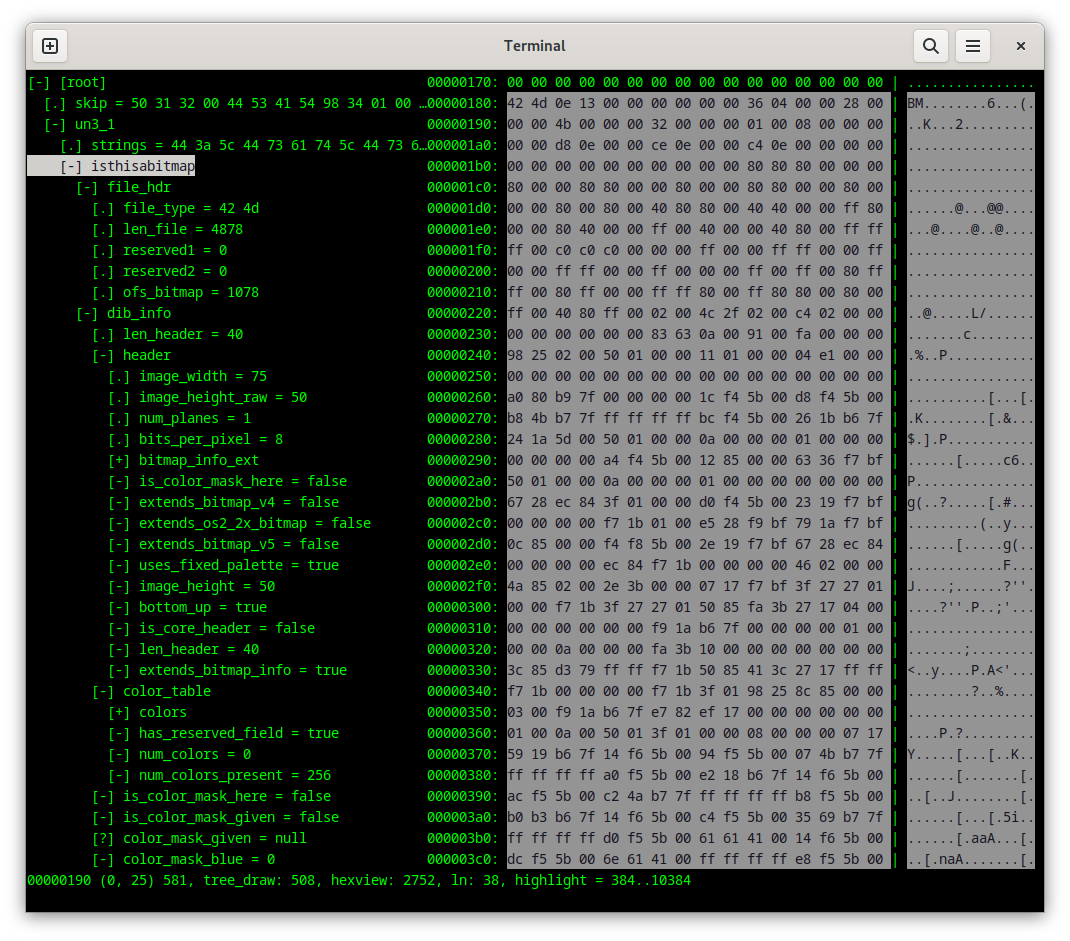 Terminal
[-] [root] 00000170: 00 00 00 00 00 00 00 00 00 00 00 00 00 00 00 00 | ................
[.] skip = 50 31 32 00 44 53 41 54 98 34 01 00 …00000180: 42 4d 0e 13 00 00 00 00 00 00 36 04 00 00 28 00 | BM........6...(.
[-] un3_1 00000190: 00 00 4b 00 00 00 32 00 00 00 01 00 08 00 00 00 | ..K...2.........
[.] strings = 44 3a 5c 44 73 61 74 5c 44 73 6…000001a0: 00 00 d8 0e 00 00 ce 0e 00 00 c4 0e 00 00 00 00 | ................
[-] isthisabitmap 000001b0: 00 00 00 00 00 00 00 00 00 00 80 80 80 00 00 00 | ................
[-] file_hdr 000001c0: 80 00 00 80 80 00 80 00 00 80 00 80 80 00 80 00 | ................
[.] file_type = 42 4d 000001d0: 00 00 80 00 80 00 40 80 80 00 40 40 00 00 ff 80 | ......@...@@....
[.] len_file = 4878 000001e0: 00 00 80 40 00 00 ff 00 40 00 00 40 80 00 ff ff | ...@....@..@....
[.] reserved1 = 0 000001f0: ff 00 c0 c0 c0 00 00 00 ff 00 00 ff ff 00 00 ff | ................
[.] reserved2 = 0 00000200: 00 00 ff ff 00 00 ff 00 00 00 ff 00 ff 00 80 ff | ................
[.] ofs_bitmap = 1078 00000210: ff 00 80 ff 00 00 ff ff 80 00 ff 80 80 00 80 00 | ................
[-] dib_info 00000220: ff 00 40 80 ff 00 02 00 4c 2f 02 00 c4 02 00 00 | ..@.....L/......
[.] len_header = 40 00000230: 00 00 00 00 00 00 83 63 0a 00 91 00 fa 00 00 00 | .......c........
[-] header 00000240: 98 25 02 00 50 01 00 00 11 01 00 00 04 e1 00 00 | .%..P...........
[.] image_width = 75 00000250: 00 00 00 00 00 00 00 00 00 00 00 00 00 00 00 00 | ................
[.] image_height_raw = 50 00000260: a0 80 b9 7f 00 00 00 00 1c f4 5b 00 d8 f4 5b 00 | ..........[...[.
[.] num_planes = 1 00000270: b8 4b b7 7f ff ff ff ff bc f4 5b 00 26 1b b6 7f | .K........[.&...
[.] bits_per_pixel = 8 00000280: 24 1a 5d 00 50 01 00 00 0a 00 00 00 01 00 00 00 | $.].P...........
[+] bitmap_info_ext 00000290: 00 00 00 00 a4 f4 5b 00 12 85 00 00 63 36 f7 bf | ......[.....c6..
[-] is_color_mask_here = false 000002a0: 50 01 00 00 0a 00 00 00 01 00 00 00 00 00 00 00 | P...............
[-] extends_bitmap_v4 = false 000002b0: 67 28 ec 84 3f 01 00 00 d0 f4 5b 00 23 19 f7 bf | g(..?.....[.#...
[-] extends_os2_2x_bitmap = false 000002c0: 00 00 00 00 f7 1b 01 00 e5 28 f9 bf 79 1a f7 bf | .........(..y...
[-] extends_bitmap_v5 = false 000002d0: 0c 85 00 00 f4 f8 5b 00 2e 19 f7 bf 67 28 ec 84 | ......[.....g(..
[-] uses_fixed_palette = true 000002e0: 00 00 00 00 ec 84 f7 1b 00 00 00 00 46 02 00 00 | ............F...
[-] image_height = 50 000002f0: 4a 85 02 00 2e 3b 00 00 00 07 17 f7 bf 3f 27 27 01 | J....;......?''.
[-] bottom_up = true 00000300: 00 00 f7 1b 3f 27 27 01 50 85 fa 3b 27 17 04 00 | ....?''.P..;'...
[-] is_core_header = false 00000310: 00 00 00 00 00 00 f9 1a b6 7f 00 00 00 00 01 00 | ................
[-] len_header = 40 00000320: 00 00 0a 00 00 00 fa 3b 10 00 00 00 00 00 00 00 | .......;........
[-] extends_bitmap_info = true 00000330: 3c 85 d3 79 ff ff f7 1b 50 85 41 3c 27 17 ff ff | <..y....P.A<'...
[-] color_table 00000340: f7 1b 00 00 00 00 f7 1b 3f 01 98 25 8c 85 00 00 | ........?..%....
[+] colors 00000350: 03 00 f9 1a b6 7f e7 82 ef 17 00 00 00 00 00 00 | ................
[-] has_reserved_field = true 00000360: 01 00 0a 00 50 01 3f 01 00 00 08 00 00 00 07 17 | ....P.?.........
[-] num_colors = 0 00000370: 59 19 b6 7f 14 f6 5b 00 94 f5 5b 00 07 4b b7 7f | Y.....[...[..K..
[-] num_colors_present = 256 00000380: ff ff ff ff a0 f5 5b 00 e2 18 b6 7f 14 f6 5b 00 | ......[.......[.
[-] is_color_mask_here = false 00000390: ac f5 5b 00 c2 4a b7 7f ff ff ff ff b8 f5 5b 00 | ..[..J........[.
[-] is_color_mask_given = false 000003a0: b0 b3 b6 7f 14 f6 5b 00 c4 f5 5b 00 35 69 b7 7f | ......[...[.5i..
[?] color_mask_given = null 000003b0: ff ff ff ff d0 f5 5b 00 61 61 41 00 14 f6 5b 00 | ......[.aaA...[.
[-] color_mask_blue = 0 000003c0: dc f5 5b 00 6e 61 41 00 ff ff ff ff e8 f5 5b 00 | ..[.naA.......[.
00000190 (0, 25) 581, tree_draw: 508, hexview: 2752, ln: 38, highlight = 384..10384